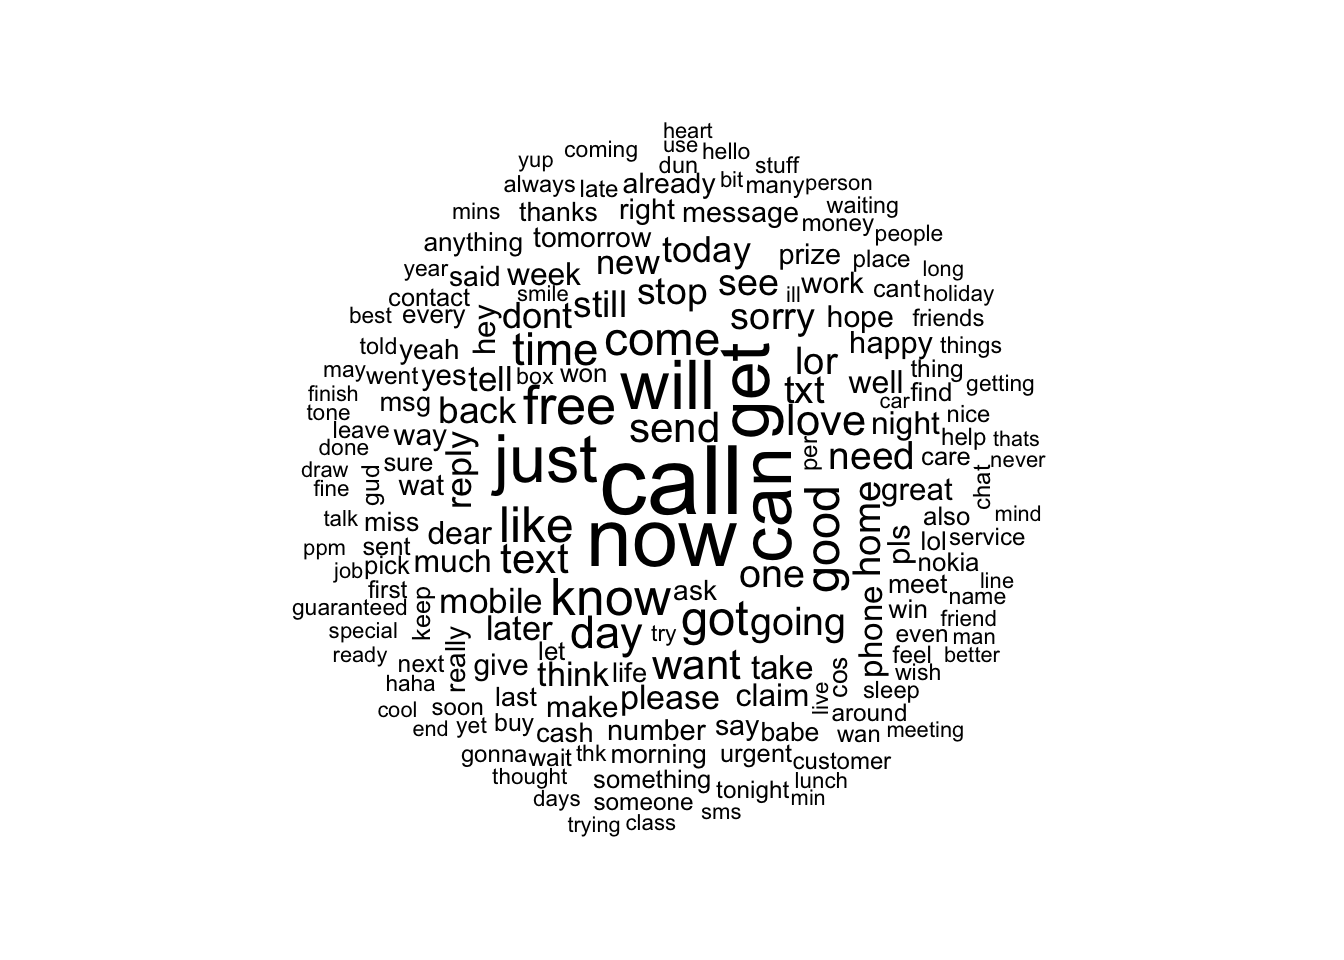 heart
use
hello
coming
yup
dun
stuff
always
late
already
bit
many
person
mins
thanks
right
message
waiting
money
people
anything
tomorrow
today
prize
place
long
year
said
week
new
see
ill
work
cant
holiday
contact
smile
still
stop
best
every
hey
dont
sorry
hope
friends
told
yeah
time
come
get
lor
happy
things
may
went
yes
tell
box
won
will
txt
well
thing
find
getting
finish
tone
msg
back
free
send
love
car
night
nice
leave
way
done
reply
just
call
can
per
need
care
help
thats
never
draw
fine
gud
sure
wat
great
chat
talk
miss
dear
like
now
good
home
pls
also
mind
ppm
sent
job
pick
much
text
one
lol
service
nokia
first
guaranteed
keep
mobile
know
ask
phone
meet
line
name
win
special
later
day
try
got
going
friend
even
man
ready
next
really
give
let
think
life
want
take
cos
feel
better
wish
haha
last
make
please
claim
live
sleep
cool
soon
around
end
yet
buy
cash
number
say
babe
wan
meeting
gonna
wait
thk
morning
urgent
customer
thought
something
tonight
lunch
min
days
someone
sms
trying
class